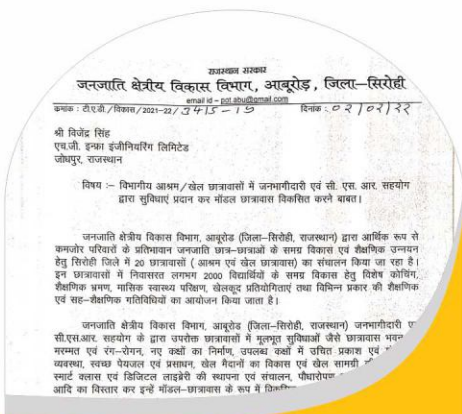 राजस्थान सरकार
जनजाति क्षेत्रीय विकास विभाग, आबूरोड़, जिला–सिरोही
email id – pot.abu@gmail.com
क्रमांक : टी.ए.डी. / विकास / 2021–22 / 3415 – 19 दिनांक : 02/02/22
श्री विजेंद्र सिंह
एच.जी. इन्फ्रा इंजीनियरिंग लिमिटेड
जोधपुर, राजस्थान
विषय :– विभागीय आश्रम / खेल छात्रावासों में जनभागीदारी एवं सी. एस. आर. सहयोग
द्वारा सुविधाएं प्रदान कर मॉडल छात्रावास विकसित करने बाबत।
जनजाति क्षेत्रीय विकास विभाग, आबूरोड (जिला–सिरोही, राजस्थान) द्वारा आर्थिक रूप से
कमजोर परिवारों के प्रतिभावान जनजाति छात्र–छात्राओं के समग्र विकास एवं शैक्षणिक उन्नयन
हेतु सिरोही जिले में 20 छात्रावासों ( आश्रम एवं खेल छात्रावास) का संचालन किया जा रहा है।
इन छात्रावासों में निवासरत लगभग 2000 विद्यार्थियों के समग्र विकास हेतु विशेष कोचिंग,
शैक्षणिक भ्रमण, मासिक स्वास्थ्य परिक्षण, खेलकूद प्रतियोगिताएं तथा विभिन्न प्रकार की शैक्षणिक
एवं सह–शैक्षणिक गतिविधियों का आयोजन किया जाता है।
जनजाति क्षेत्रीय विकास विभाग, आबूरोड (जिला–सिरोही, राजस्थान) जनभागीदारी
सी.एस.आर. सहयोग के द्वारा उपरोक्त छात्रावासों में मूलभूत सुविधाओं जैसे छात्रावास
मरम्मत एवं रंग–रोगन, नए कक्षों का निर्माण, उपलब्ध कक्षों में उचित प्रकाश एवं
व्यवस्था, स्वच्छ पेयजल एवं प्रसाधन, खेल मैदानों का विकास एवं खेल सामग्री
स्मार्ट क्लास एवं डिजिटल लाइब्रेरी की स्थापना एवं संचालन,
आदि का विस्तार कर इन्हें मॉडल छात्रावास के रूप में